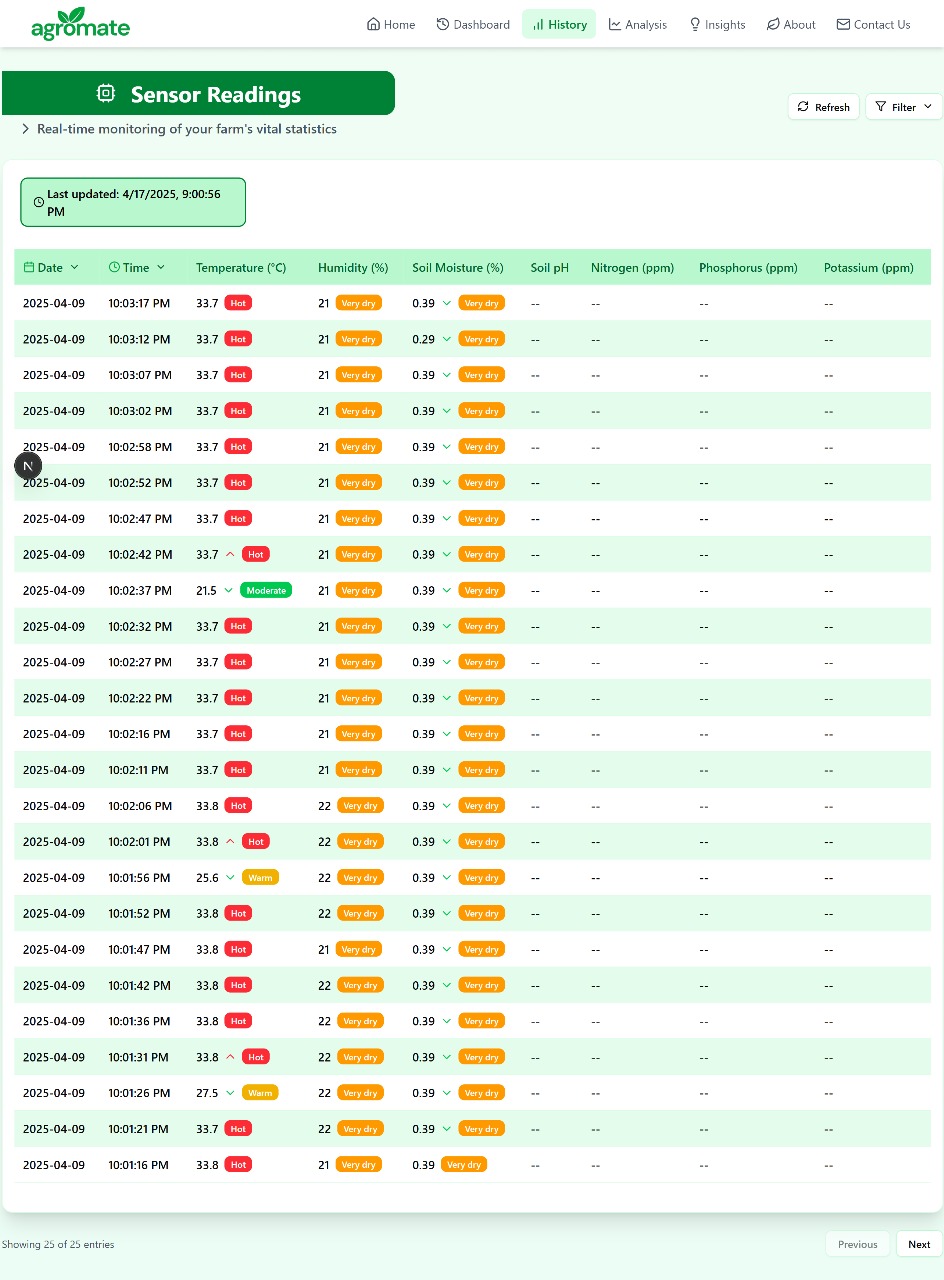 agromate Home Dashboard History Analysis Insights About Contact Us
Sensor Readings
Refresh Filter
Real-time monitoring of your farm's vital statistics
Last updated: 4/17/2025, 9:00:56
PM
Date Time Temperature (°C) Humidity (%) Soil Moisture (%) Soil pH Nitrogen (ppm) Phosphorus (ppm) Potassium (ppm)
2025-04-09 10:03:17 PM 33.7 Hot 21 Very dry 0.39 Very dry -- -- -- --
2025-04-09 10:03:12 PM 33.7 Hot 21 Very dry 0.29 Very dry -- -- -- --
2025-04-09 10:03:07 PM 33.7 Hot 21 Very dry 0.39 Very dry -- -- -- --
2025-04-09 10:03:02 PM 33.7 Hot 21 Very dry 0.39 Very dry -- -- -- --
2025-04-09 10:02:58 PM 33.7 Hot 21 Very dry 0.39 Very dry -- -- -- --
N
2025-04-09 10:02:52 PM 33.7 Hot 21 Very dry 0.39 Very dry -- -- -- --
2025-04-09 10:02:47 PM 33.7 Hot 21 Very dry 0.39 Very dry -- -- -- --
2025-04-09 10:02:42 PM 33.7 Hot 21 Very dry 0.39 Very dry -- -- -- --
2025-04-09 10:02:37 PM 21.5 Moderate 21 Very dry 0.39 Very dry -- -- -- --
2025-04-09 10:02:32 PM 33.7 Hot 21 Very dry 0.39 Very dry -- -- -- --
2025-04-09 10:02:27 PM 33.7 Hot 21 Very dry 0.39 Very dry -- -- -- --
2025-04-09 10:02:22 PM 33.7 Hot 21 Very dry 0.39 Very dry -- -- -- --
2025-04-09 10:02:16 PM 33.7 Hot 21 Very dry 0.39 Very dry -- -- -- --
2025-04-09 10:02:11 PM 33.7 Hot 21 Very dry 0.39 Very dry -- -- -- --
2025-04-09 10:02:06 PM 33.8 Hot 22 Very dry 0.39 Very dry -- -- -- --
2025-04-09 10:02:01 PM 33.8 Hot 22 Very dry 0.39 Very dry -- -- -- --
2025-04-09 10:01:56 PM 25.6 Warm 22 Very dry 0.39 Very dry -- -- -- --
2025-04-09 10:01:52 PM 33.8 Hot 22 Very dry 0.39 Very dry -- -- -- --
2025-04-09 10:01:47 PM 33.8 Hot 21 Very dry 0.39 Very dry -- -- -- --
2025-04-09 10:01:42 PM 33.8 Hot 22 Very dry 0.39 Very dry -- -- -- --
2025-04-09 10:01:36 PM 33.8 Hot 22 Very dry 0.39 Very dry -- -- -- --
2025-04-09 10:01:31 PM 33.8 Hot 22 Very dry 0.39 Very dry -- -- -- --
2025-04-09 10:01:26 PM 27.5 Warm 22 Very dry 0.39 Very dry -- -- -- --
2025-04-09 10:01:21 PM 33.7 Hot 22 Very dry 0.39 Very dry -- -- -- --
2025-04-09 10:01:16 PM 33.8 Hot 21 Very dry 0.39 Very dry -- -- -- --
Showing 25 of 25 entries Previous Next